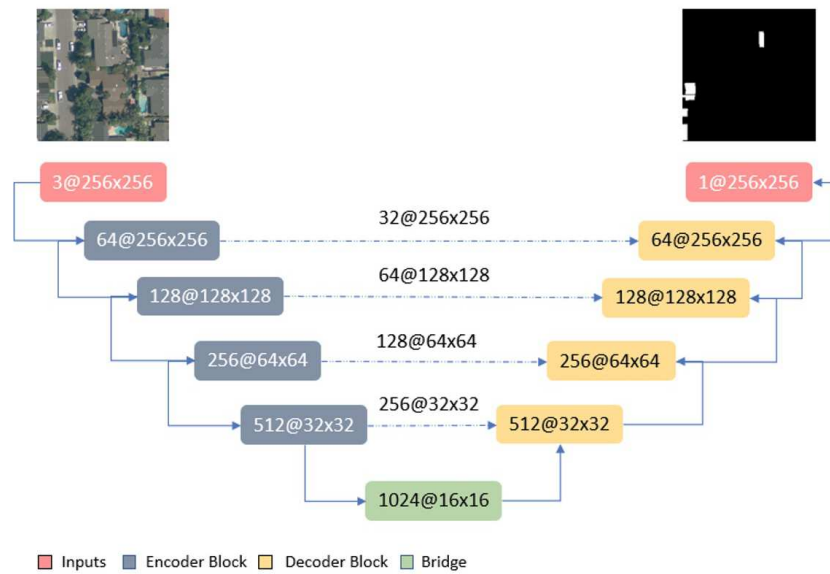 3@256x256
1@256x256
32@256x256
64@256x256
64@256x256
64@128x128
128@128x128
128@128x128
128@64x64
256@64x64
256@64x64
256@32x32
512@32x32
512@32x32
1024@16x16
Inputs Encoder Block Decoder Block Bridge